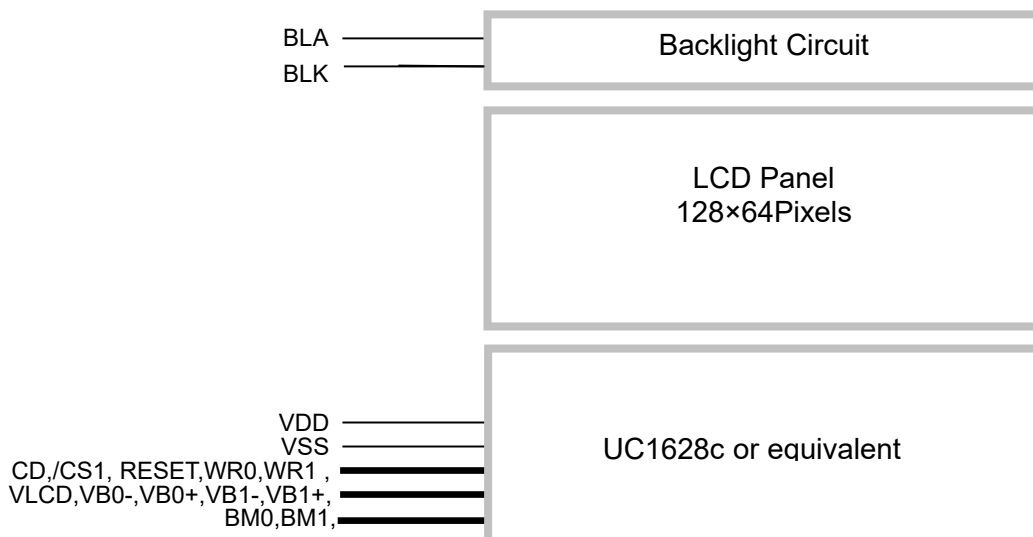 BLA
Backlight Circuit
BLK
LCD Panel
128×64Pixels
VDD
VSS
UC1628c or equivalent
CD,/CS1, RESET,WR0,WR1 ,
VLCD,VB0-,VB0+,VB1-,VB1+,
BM0,BM1,